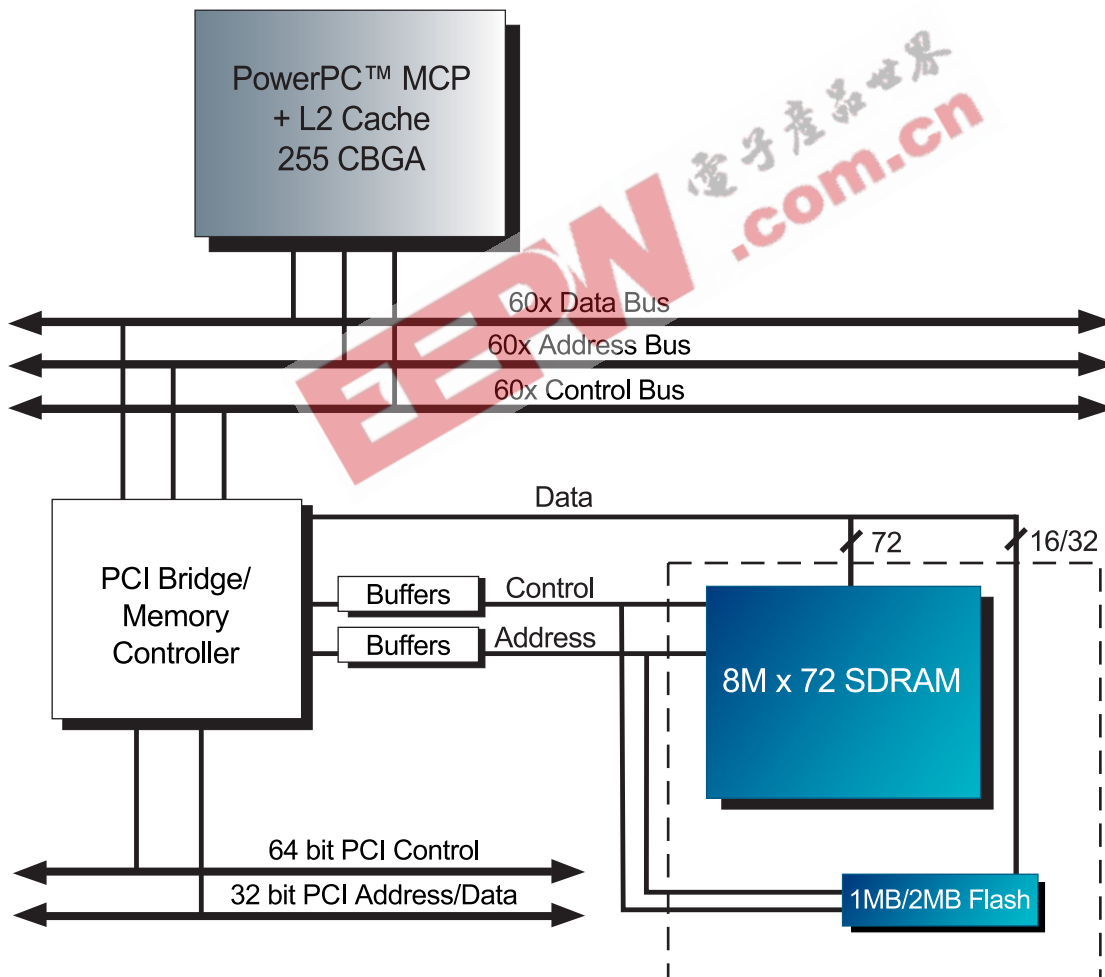 PowerPC™ MCP
+ L2 Cache
255 CBGA
電子產品世界
.com.cn
EEPW
60x Data Bus
60x Address Bus
60x Control Bus
Data
72
16/32
PCI Bridge/
Memory
Controller
Buffers
Control
Buffers
Address
8M x 72 SDRAM
64 bit PCI Control
32 bit PCI Address/Data
1MB/2MB Flash